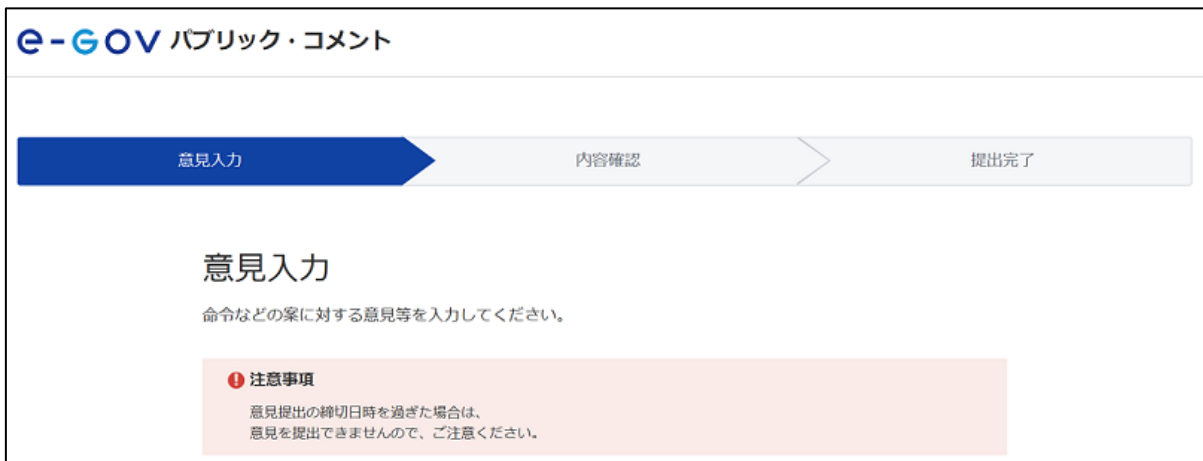 e-GOV パブリック・コメント
意見入力 内容確認 提出完了
意見入力
命令などの案に対する意見等を入力してください。
注意事項
意見提出の締切日時を過ぎた場合は、
意見を提出できませんので、ご注意ください。